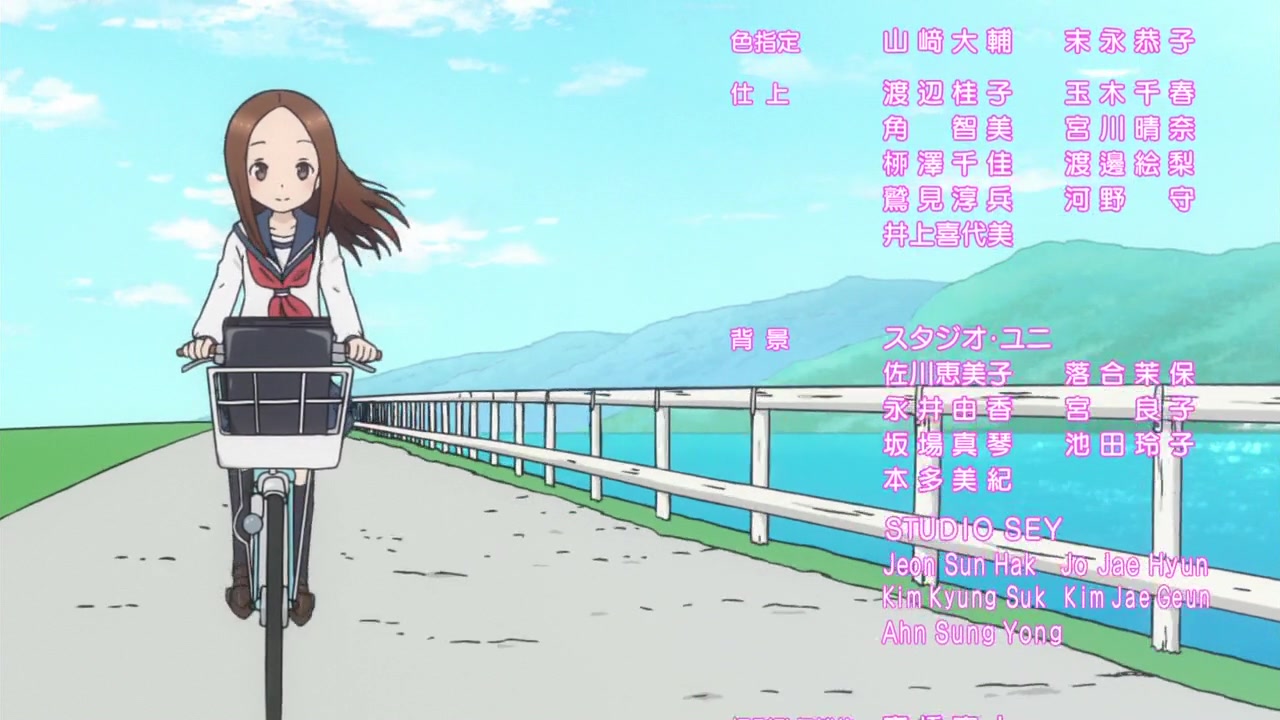 色指定 山﨑大輔 末永恭子
仕上 渡辺桂子 玉木千春
角 智美 宮川晴奈
栁澤千佳 渡邊絵梨
鷲見淳兵 河野 守
井上喜代美
背景 スタジオ・ユニ
佐川恵美子 落合茉保
永井由香 宮 良子
坂場真琴 池田玲子
本多美紀
STUDIO SEY
Jeon Sun Hak Jo Jae Hyun
Kim Kyung Suk Kim Jae Geun
Ahn Sung Yong